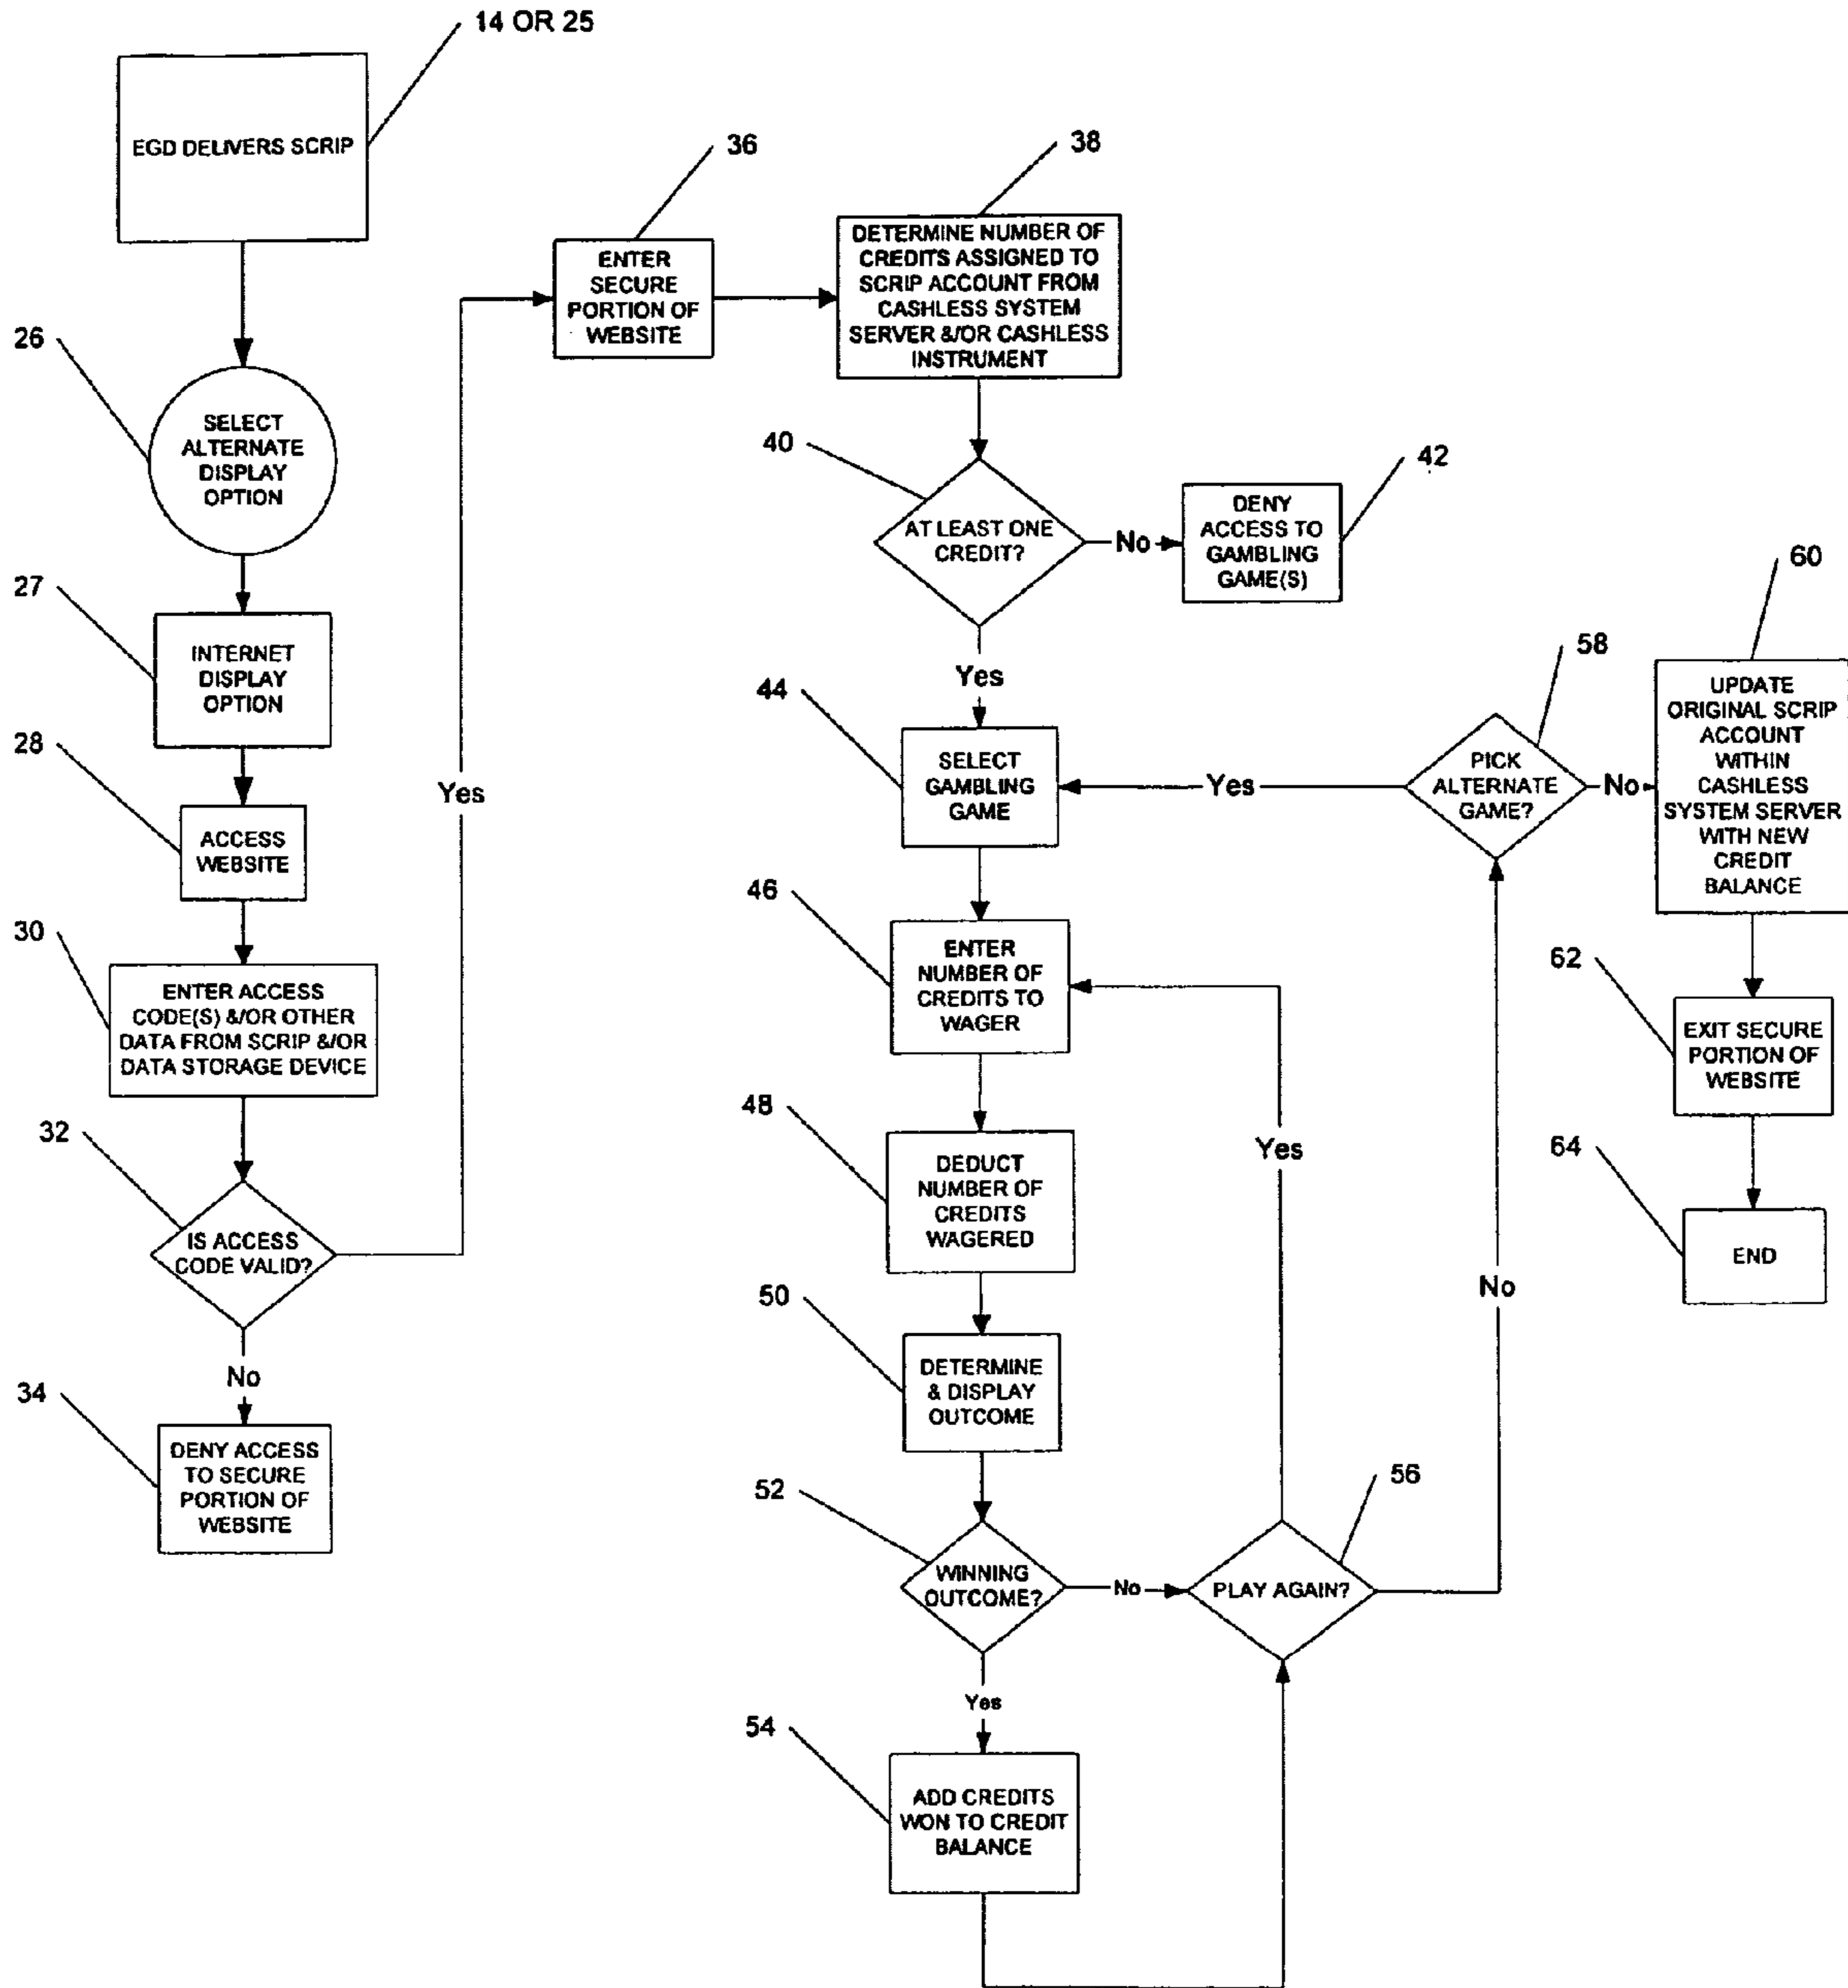 14 OR 25
EGD DELIVERS SCRIP
26
SELECT
ALTERNATE
DISPLAY
OPTION
27
INTERNET
DISPLAY
OPTION
28
ACCESS
WEBSITE
30
ENTER ACCESS
CODE(S) &/OR OTHER
DATA FROM SCRIP &/OR
DATA STORAGE DEVICE
32
IS ACCESS
CODE VALID?
Yes
No
34
DENY ACCESS
TO SECURE
PORTION OF
WEBSITE
36
ENTER
SECURE
PORTION OF
WEBSITE
38
DETERMINE NUMBER OF
CREDITS ASSIGNED TO
SCRIP ACCOUNT FROM
CASHLESS SYSTEM
SERVER &/OR CASHLESS
INSTRUMENT
40
AT LEAST ONE
CREDIT?
No
42
DENY
ACCESS TO
GAMBLING
GAME(S)
Yes
44
SELECT
GAMBLING
GAME
46
ENTER
NUMBER OF
CREDITS TO
WAGER
48
DEDUCT
NUMBER OF
CREDITS
WAGERED
50
DETERMINE
& DISPLAY
OUTCOME
52
WINNING
OUTCOME?
No
Yes
54
ADD CREDITS
WON TO CREDIT
BALANCE
56
PLAY AGAIN?
Yes
No
58
PICK
ALTERNATE
GAME?
Yes
No
60
UPDATE
ORIGINAL SCRIP
ACCOUNT
WITHIN
CASHLESS
SYSTEM SERVER
WITH NEW
CREDIT
BALANCE
62
EXIT SECURE
PORTION OF
WEBSITE
64
END